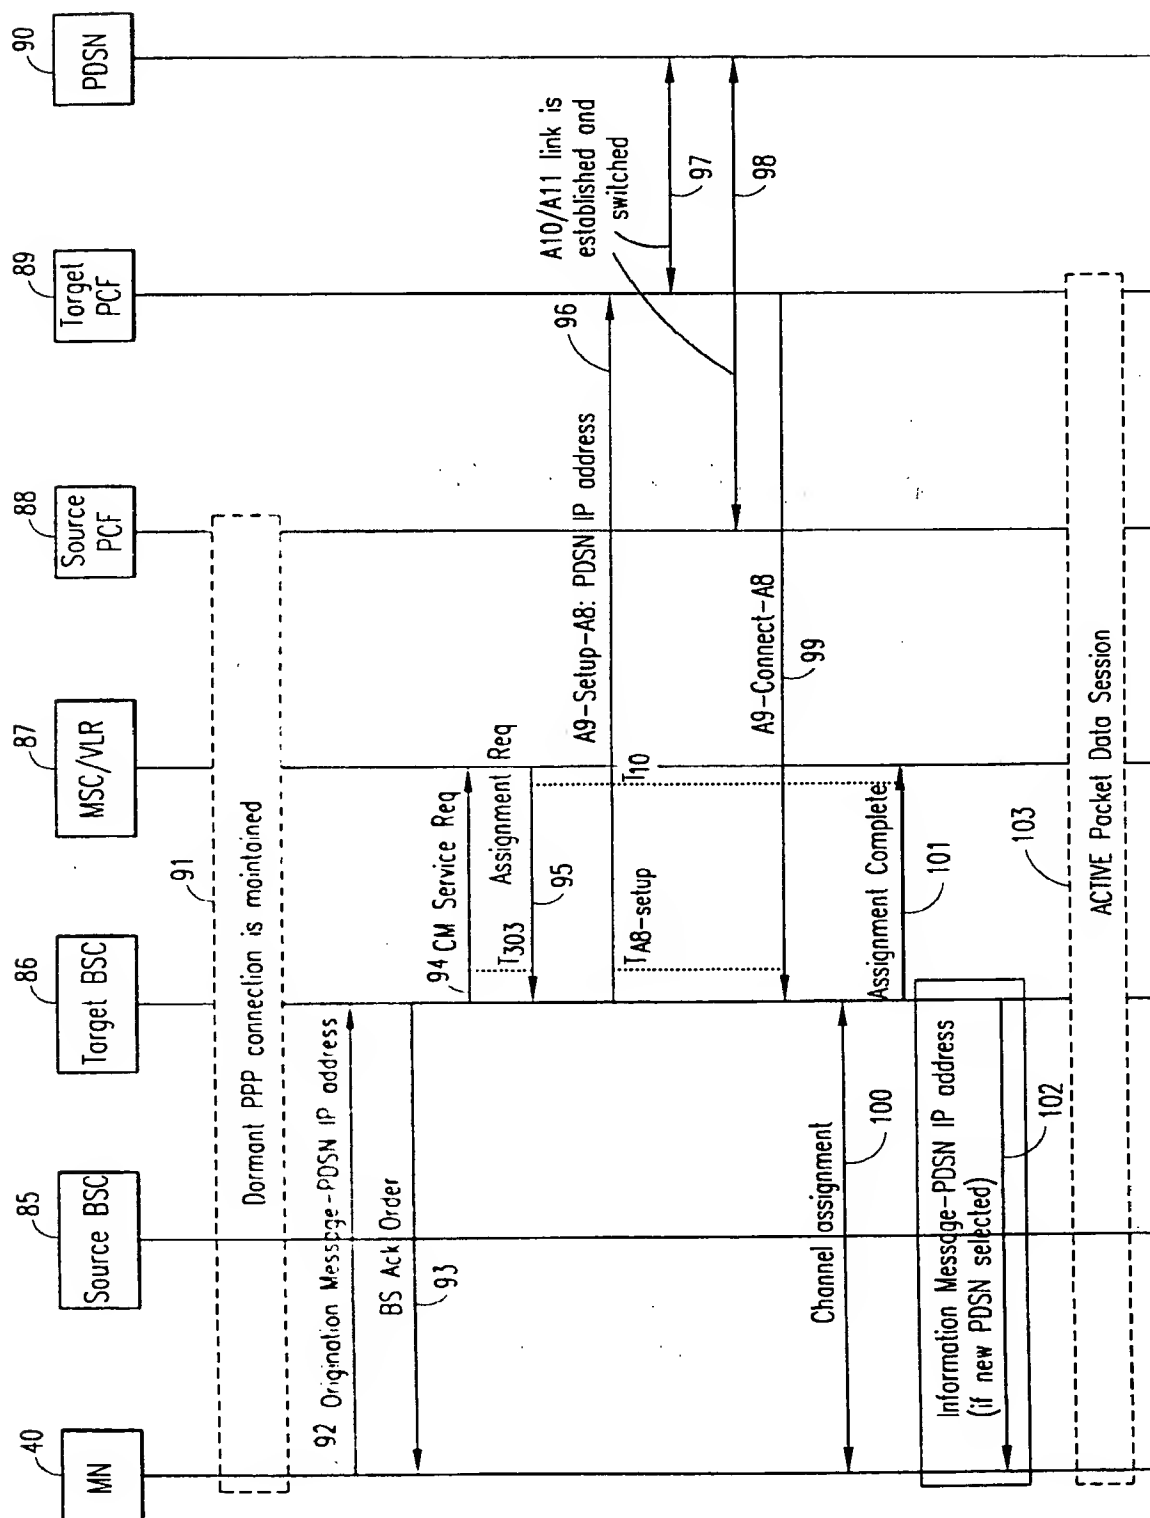 40
MN
85
Source BSC
86
Target BSC
87
MSC/VLR
88
Source
PCF
89
Target
PCF
90
PDSN
Dormant PPP connection is maintained
91
92 Origination Message-PDSN IP address
BS Ack Order
93
94 CM Service Req
T303
Assignment Req
95
A9-Setup-A8: PDSN IP address
96
TA8-setup
T10
A10/A11 link is
established and
switched
97
98
A9-Connect-A8
99
Channel assignment
100
Assignment Complete
101
Information Message-PDSN IP address
(if new PDSN selected)
102
ACTIVE Packet Data Session
103